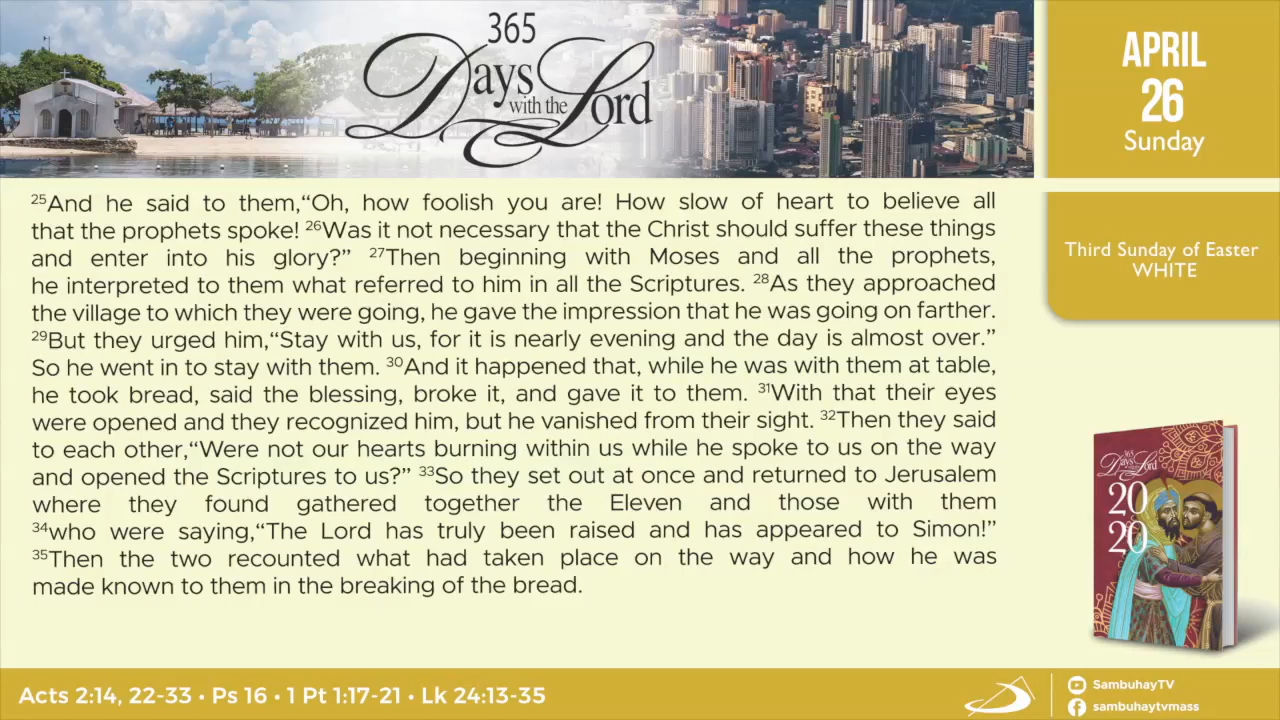 365
Days
with the
Lord
APRIL
26
Sunday
Third Sunday of Easter
WHITE
²⁵And he said to them,“Oh, how foolish you are! How slow of heart to believe all
that the prophets spoke! ²⁶Was it not necessary that the Christ should suffer these things
and enter into his glory?” ²⁷Then beginning with Moses and all the prophets,
he interpreted to them what referred to him in all the Scriptures. ²⁸As they approached
the village to which they were going, he gave the impression that he was going on farther.
²⁹But they urged him,“Stay with us, for it is nearly evening and the day is almost over.”
So he went in to stay with them. ³⁰And it happened that, while he was with them at table,
he took bread, said the blessing, broke it, and gave it to them. ³¹With that their eyes
were opened and they recognized him, but he vanished from their sight. ³²Then they said
to each other,“Were not our hearts burning within us while he spoke to us on the way
and opened the Scriptures to us?” ³³So they set out at once and returned to Jerusalem
where they found gathered together the Eleven and those with them
³⁴who were saying,“The Lord has truly been raised and has appeared to Simon!”
³⁵Then the two recounted what had taken place on the way and how he was
made known to them in the breaking of the bread.
365
Days with the Lord
20
20
Acts 2:14, 22-33 • Ps 16 • 1 Pt 1:17-21 • Lk 24:13-35
SambuhayTV
sambuhaytvmass